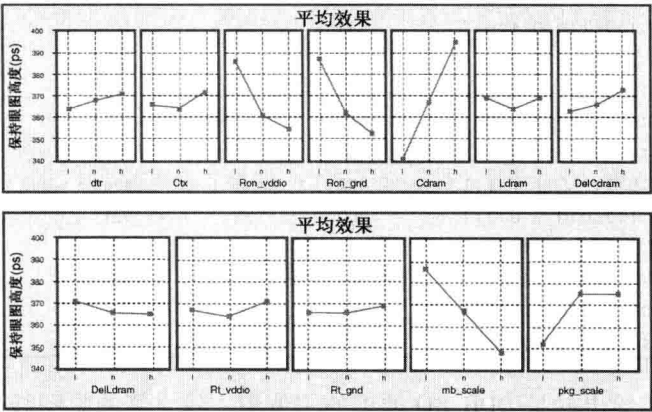 平均效果
保持眼图高度(ps)
400
390
380
370
360
350
340
l n h l n h l n h l n h l n h l n h l n h
dtr Ctx Ron_vddio Ron_gnd Cdram Ldram DelCdram
平均效果
保持眼图高度(ps)
400
390
380
370
360
350
340
l n h l n h l n h l n h l n h
DelLdram Rt_vddio Rt_gnd mb_scale pkg_scale